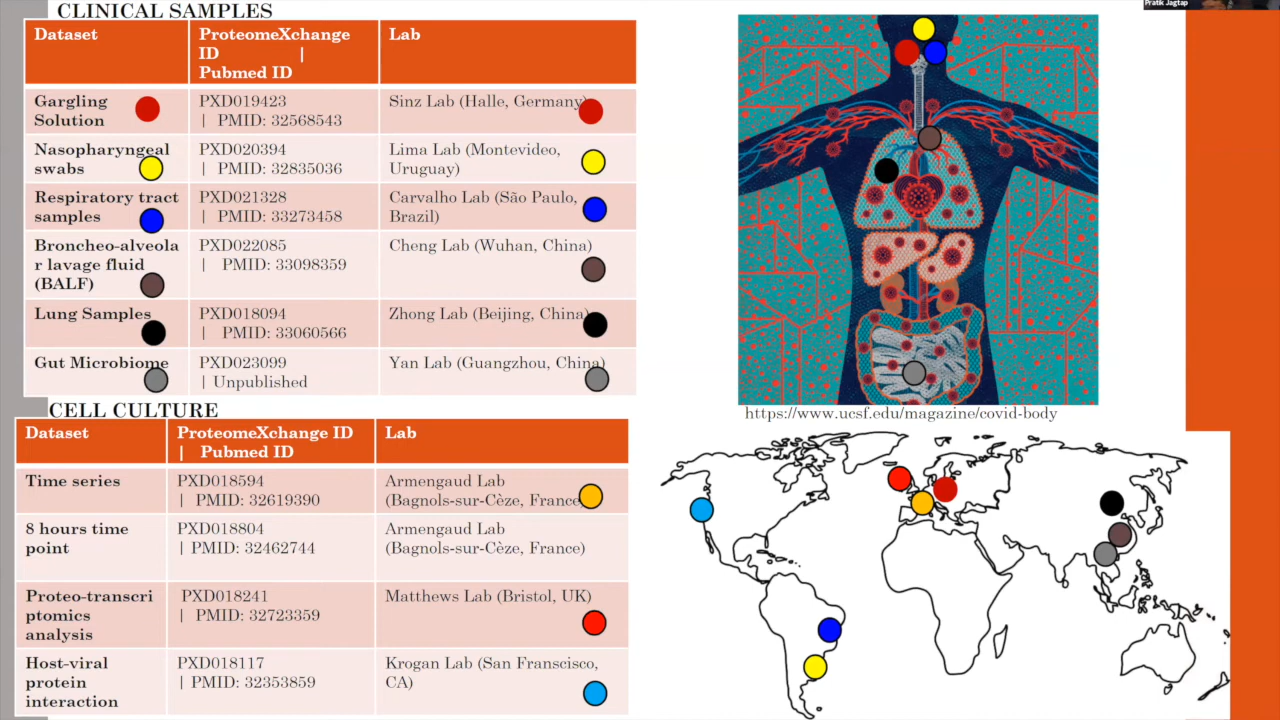 CLINICAL SAMPLES
Dataset
ProteomeXchange
ID |
Pubmed ID
Lab
Gargling
Solution
PXD019423
| PMID: 32568543
Sinz Lab (Halle, Germany)
Nasopharyngeal
swabs
PXD020394
| PMID: 32835036
Lima Lab (Montevideo,
Uruguay)
Respiratory tract
samples
PXD021328
| PMID: 33273458
Carvalho Lab (São Paulo,
Brazil)
Broncheo-alveola
r lavage fluid
(BALF)
PXD022085
| PMID: 33098359
Cheng Lab (Wuhan, China)
Lung Samples
PXD018094
| PMID: 33060566
Zhong Lab (Beijing, China)
Gut Microbiome
PXD023099
| Unpublished
Yan Lab (Guangzhou, China)
CELL CULTURE
Dataset
ProteomeXchange ID
| Pubmed ID
Lab
Time series
PXD018594
| PMID: 32619390
Armengaud Lab
(Bagnols-sur-Cèze, France)
8 hours time
point
PXD018804
| PMID: 32462744
Armengaud Lab
(Bagnols-sur-Cèze, France)
Proteo-transcri
ptomics
analysis
PXD018241
| PMID: 32723359
Matthews Lab (Bristol, UK)
Host-viral
protein
interaction
PXD018117
| PMID: 32353859
Krogan Lab (San Franscisco,
CA)
Pratik Jagtap
https://www.ucsf.edu/magazine/covid-body